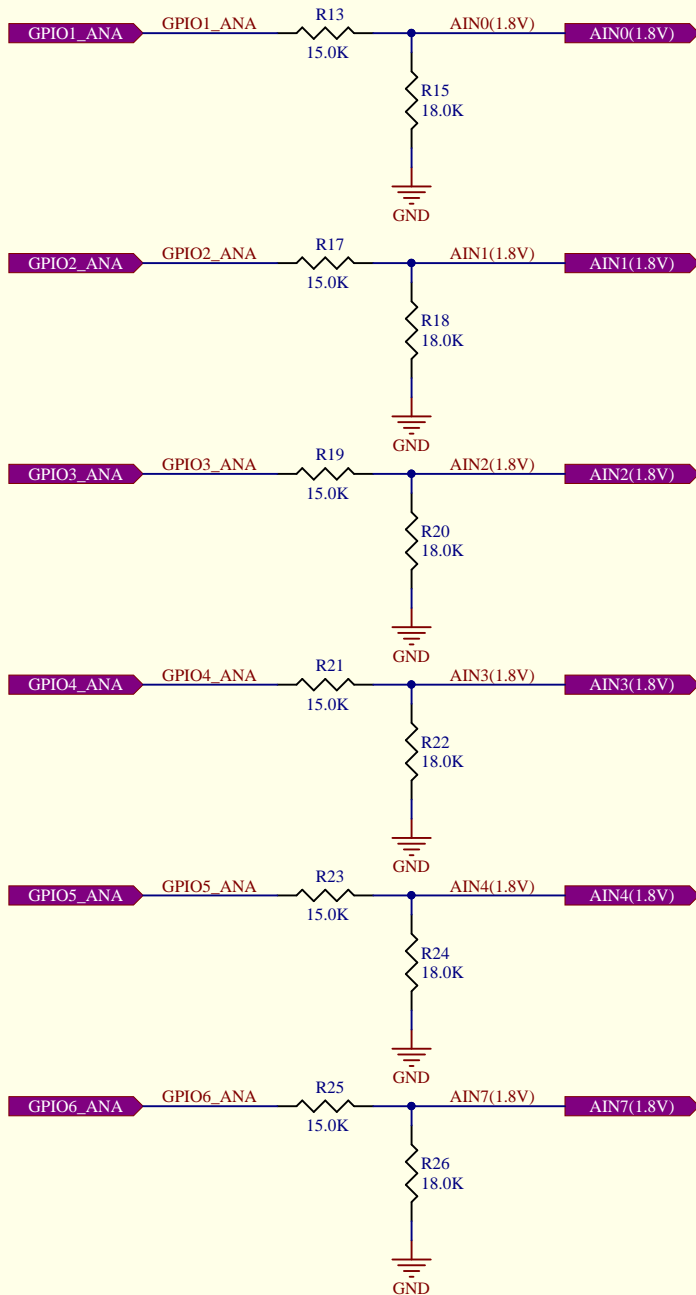 R13
GPIO1_ANA GPIO1_ANA AIN0(1.8V) AIN0(1.8V)
15.0K
R15
18.0K
GND
R17
GPIO2_ANA GPIO2_ANA AIN1(1.8V) AIN1(1.8V)
15.0K
R18
18.0K
GND
R19
GPIO3_ANA GPIO3_ANA AIN2(1.8V) AIN2(1.8V)
15.0K
R20
18.0K
GND
R21
GPIO4_ANA GPIO4_ANA AIN3(1.8V) AIN3(1.8V)
15.0K
R22
18.0K
GND
R23
GPIO5_ANA GPIO5_ANA AIN4(1.8V) AIN4(1.8V)
15.0K
R24
18.0K
GND
R25
GPIO6_ANA GPIO6_ANA AIN7(1.8V) AIN7(1.8V)
15.0K
R26
18.0K
GND